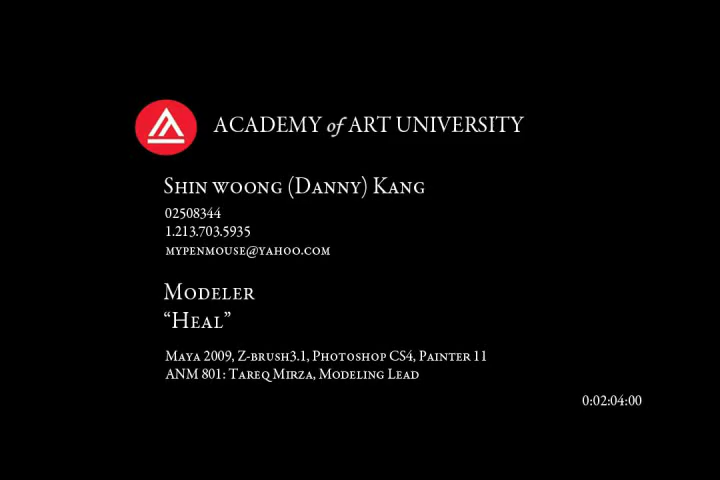 ACADEMY of ART UNIVERSITY
Shin woong (Danny) Kang
02508344
1.213.703.5935
mypenmouse@yahoo.com
Modeler
“Heal”
Maya 2009, Z-brush3.1, Photoshop CS4, Painter 11
ANM 801: Tareq Mirza, Modeling Lead
0:02:04:00